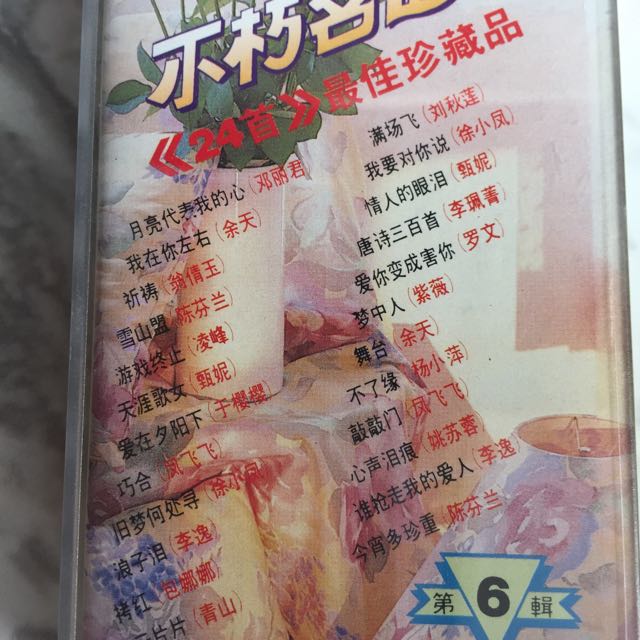 不朽名曲
《24首》最佳珍藏品
月亮代表我的心(邓丽君)
我在你左右(余天)
祈祷(翁倩玉)
雪山盟(陈芬兰)
游戏终止(凌峰)
天涯歌女(甄妮)
爱在夕阳下(于櫻櫻)
巧合(凤飞飞)
旧梦何处寻(徐小凤)
浪子泪(李逸)
拷红(包娜娜)
片片(青山)
满场飞(刘秋莲)
我要对你说(徐小凤)
情人的眼泪(甄妮)
唐诗三百首(李珮菁)
爱你变成害你(罗文)
梦中人(紫薇)
舞台(余天)
不了缘(杨小萍)
敲敲门(凤飞飞)
心声泪痕(姚苏蓉)
谁抢走我的爱人(李逸)
今宵多珍重(陈芬兰)
第6輯